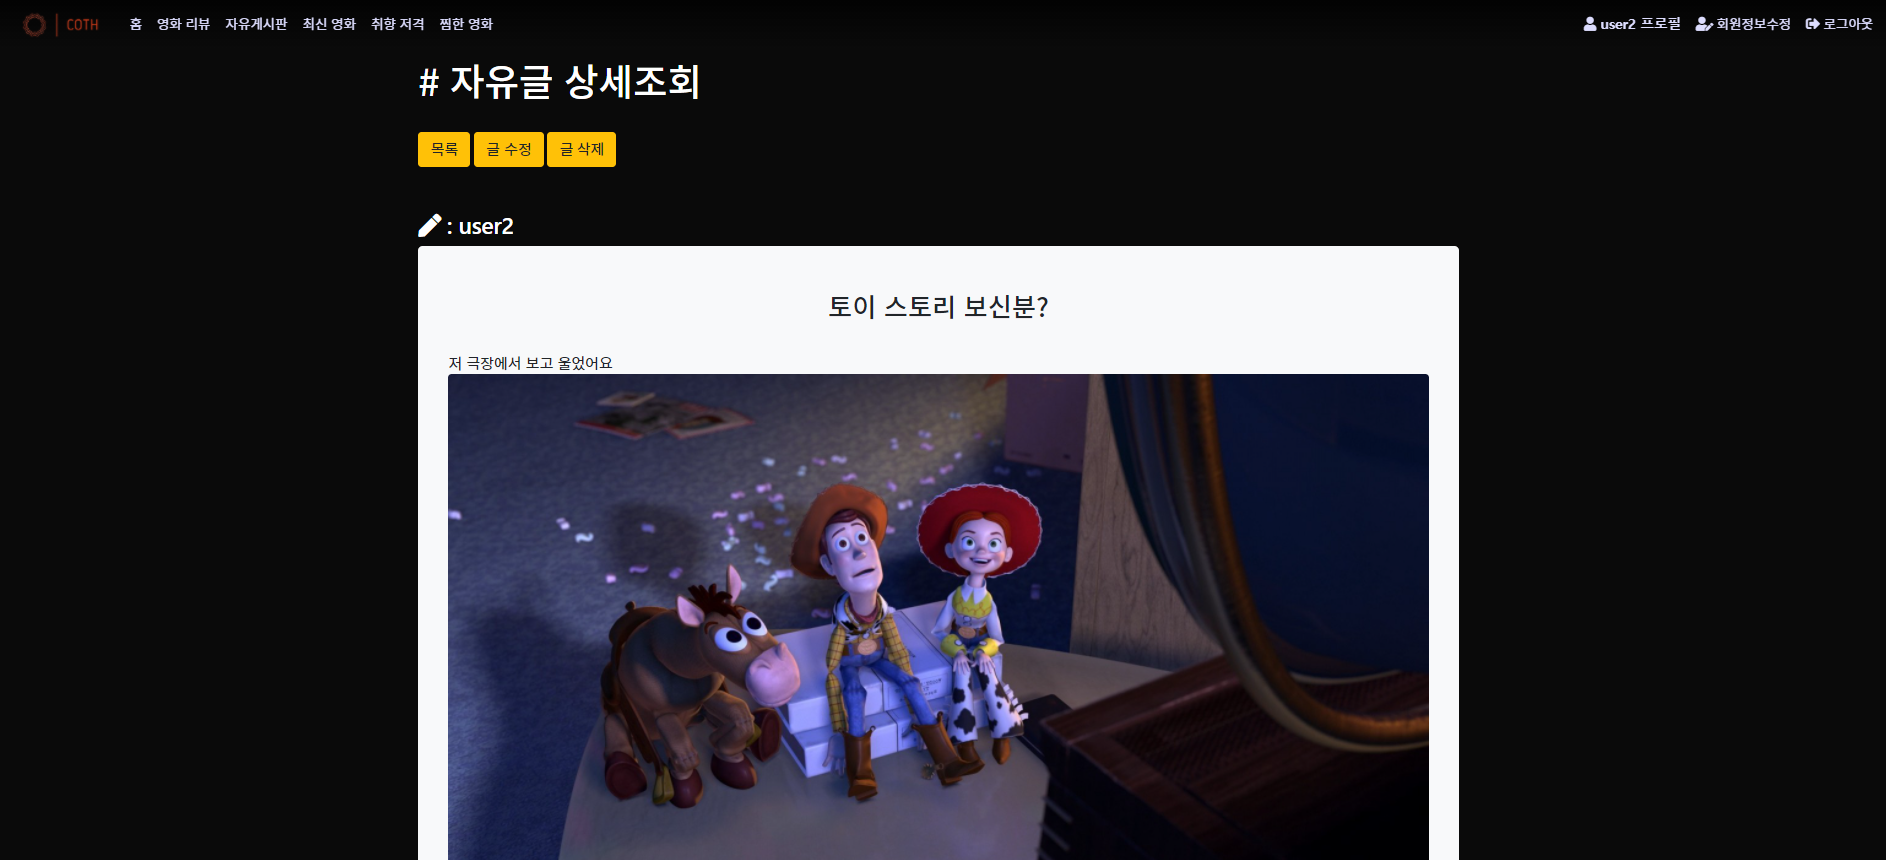 COTH 홈 영화 리뷰 자유게시판 최신 영화 취향 저격 찜한 영화 user2 프로필 회원정보수정 로그아웃
# 자유글 상세조회
목록 글 수정 글 삭제
: user2
토이 스토리 보신분?
저 극장에서 보고 울었어요